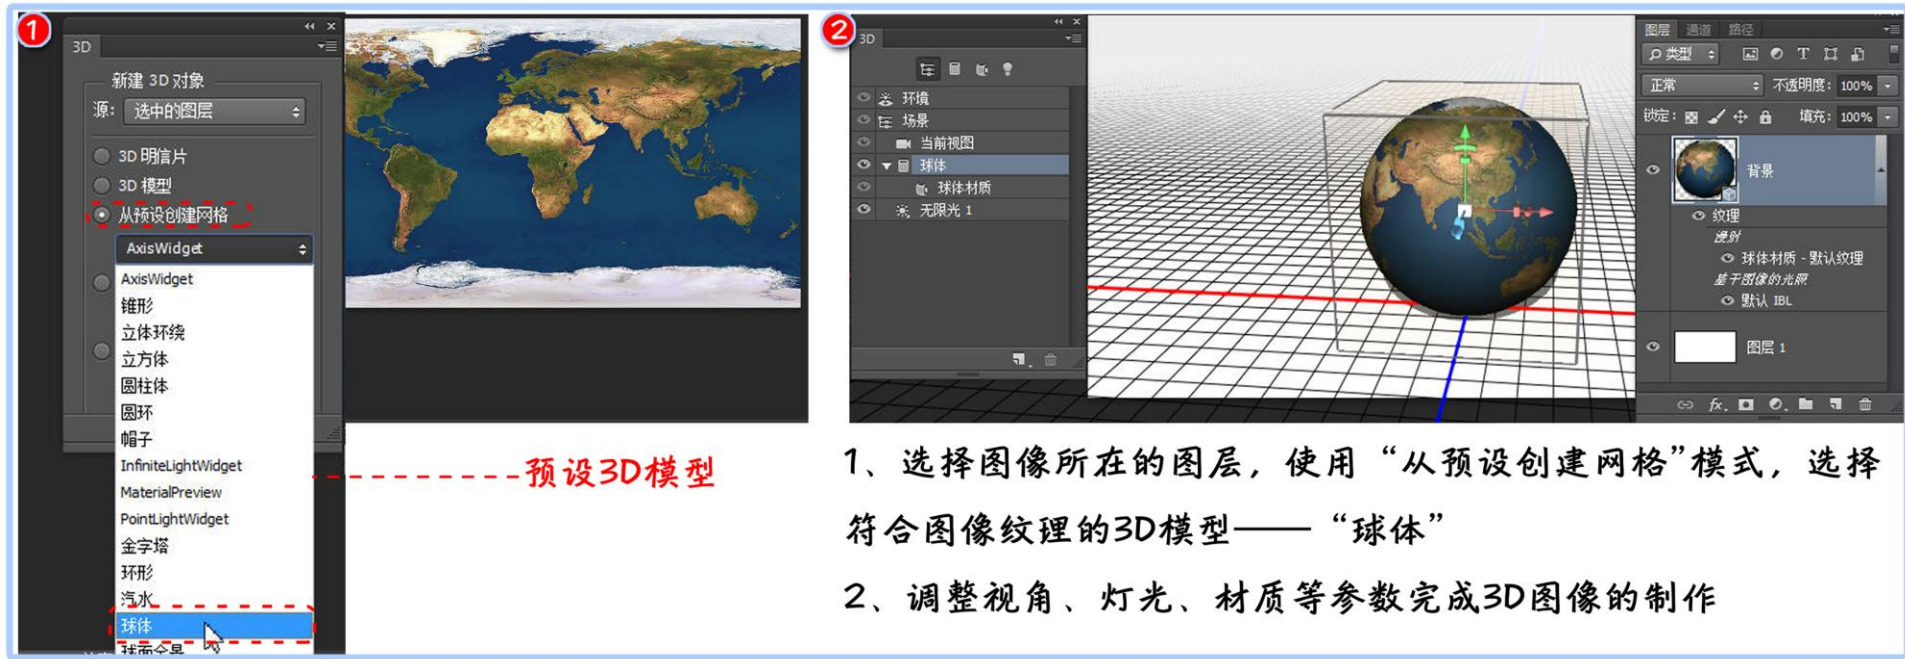 1
3D
新建 3D 对象
源: 选中的图层
3D 明信片
3D 模型
从预设创建网格
AxisWidget
AxisWidget
锥形
立体环绕
立方体
圆柱体
圆环
帽子
InfiniteLightWidget
MaterialPreview
PointLightWidget
金字塔
环形
汽水
球体
球面全景
预设3D模型
2
3D
环境
场景
当前视图
球体
球体材质
无限光 1
图层 通道 路径
类型
T
正常 不透明度: 100%
锁定: 填充: 100%
背景
纹理
漫射
球体材质 - 默认纹理
基于图像的光照
默认 IBL
图层 1
fx.
1、选择图像所在的图层，使用“从预设创建网格”模式，选择
符合图像纹理的3D模型——“球体”
2、调整视角、灯光、材质等参数完成3D图像的制作